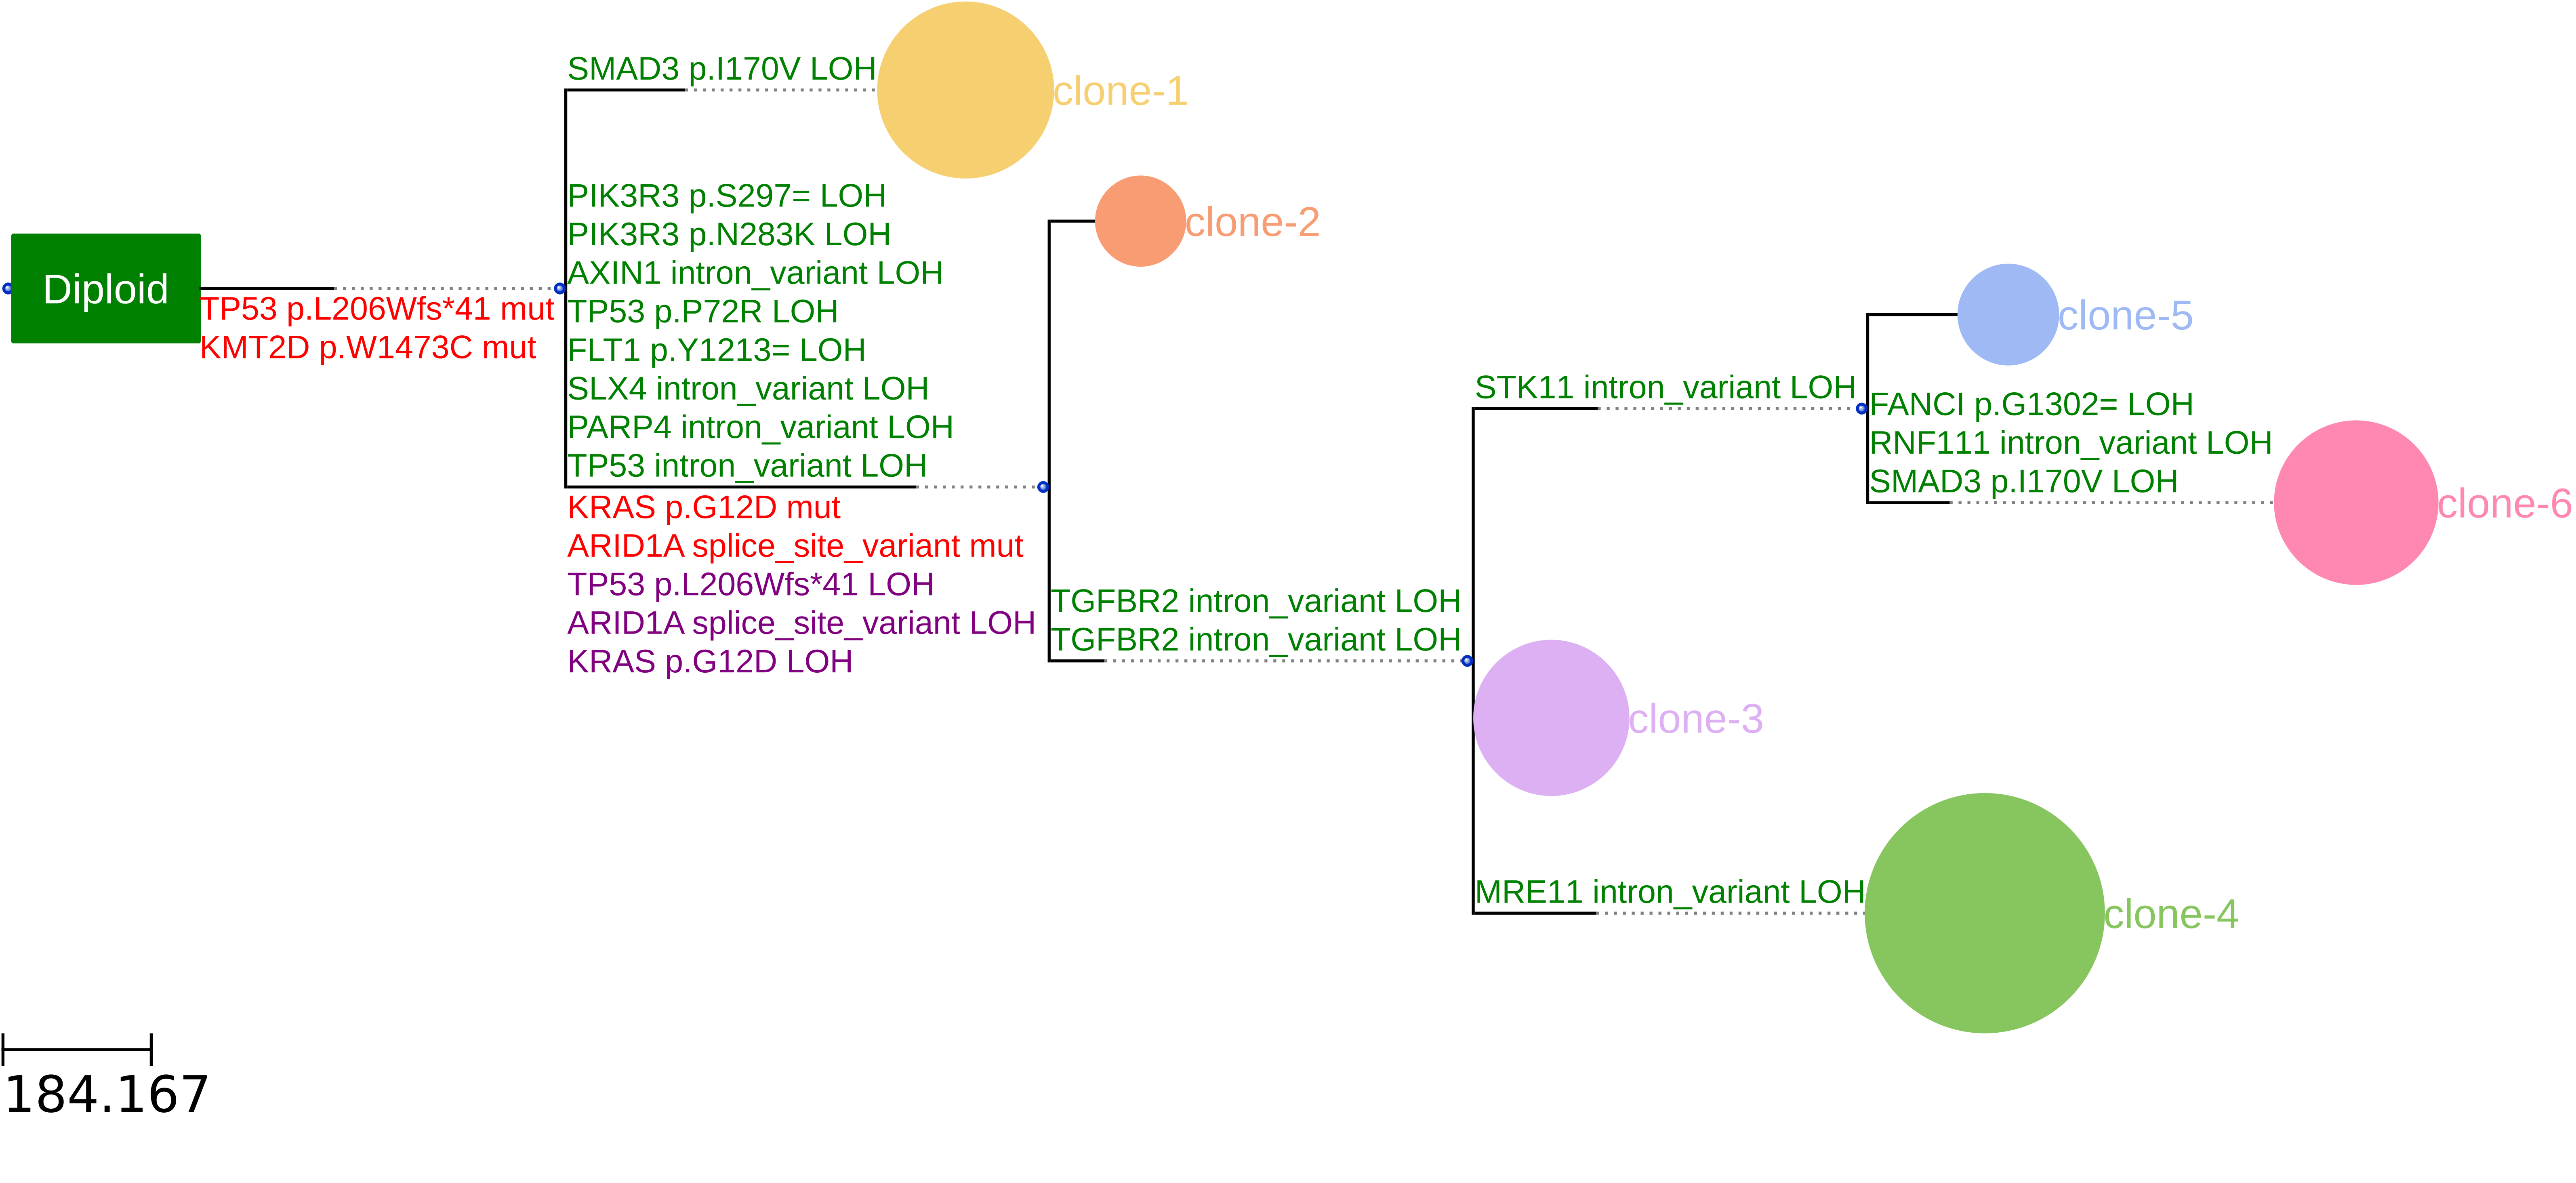 Diploid
TP53 p.L206Wfs*41 mut
KMT2D p.W1473C mut
SMAD3 p.I170V LOH
clone-1
PIK3R3 p.S297= LOH
PIK3R3 p.N283K LOH
AXIN1 intron_variant LOH
TP53 p.P72R LOH
FLT1 p.Y1213= LOH
SLX4 intron_variant LOH
PARP4 intron_variant LOH
TP53 intron_variant LOH
KRAS p.G12D mut
ARID1A splice_site_variant mut
TP53 p.L206Wfs*41 LOH
ARID1A splice_site_variant LOH
KRAS p.G12D LOH
clone-2
TGFBR2 intron_variant LOH
TGFBR2 intron_variant LOH
STK11 intron_variant LOH
clone-5
FANCI p.G1302= LOH
RNF111 intron_variant LOH
SMAD3 p.I170V LOH
clone-6
clone-3
MRE11 intron_variant LOH
clone-4
184.167